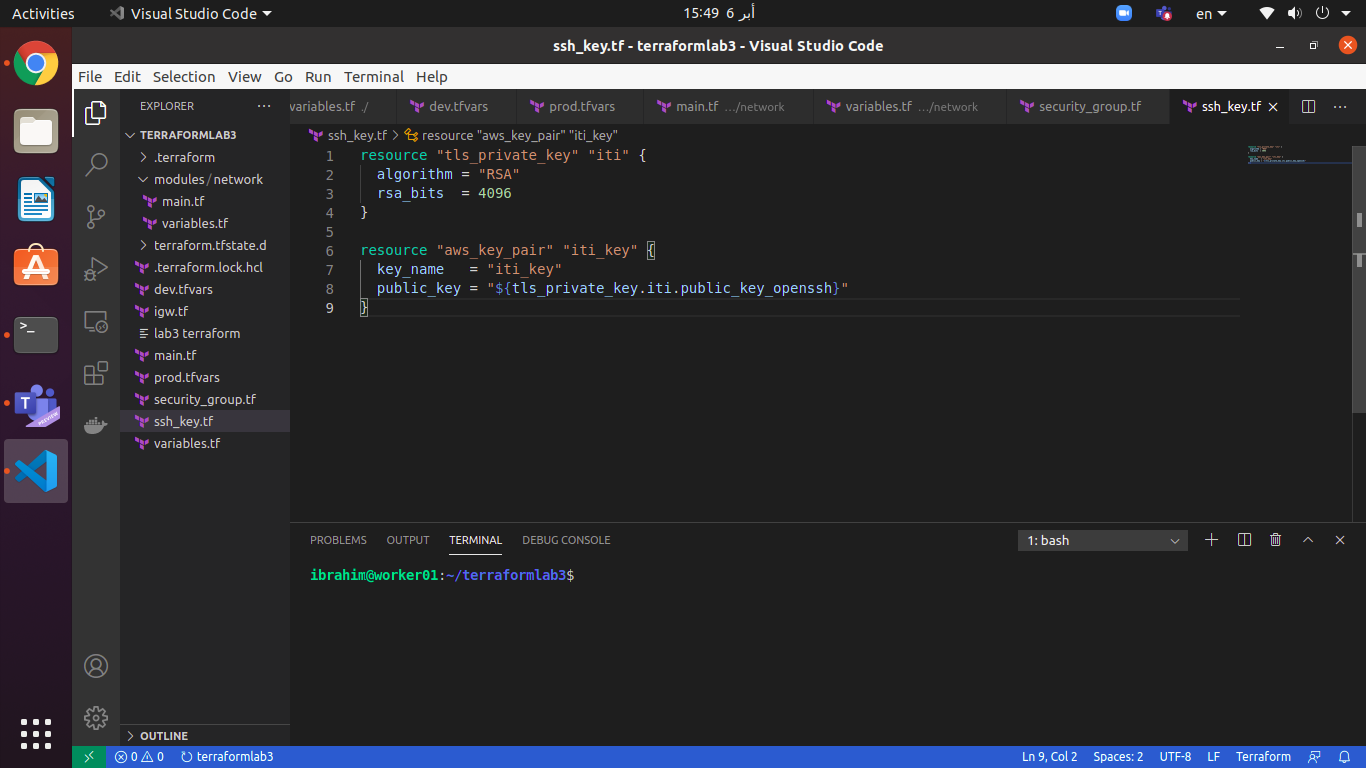 Activities Visual Studio Code 15:49 6 أبر en
ssh_key.tf - terraformlab3 - Visual Studio Code
File Edit Selection View Go Run Terminal Help
EXPLORER ··· variables.tf ./ dev.tfvars prod.tfvars main.tf …/network variables.tf …/network security_group.tf ssh_key.tf ···
TERRAFORMLAB3
.terraform
modules/network
main.tf
variables.tf
terraform.tfstate.d
.terraform.lock.hcl
dev.tfvars
igw.tf
lab3 terraform
main.tf
prod.tfvars
security_group.tf
ssh_key.tf
variables.tf
OUTLINE
ssh_key.tf > resource "aws_key_pair" "iti_key"
1 resource "tls_private_key" "iti" {
2   algorithm = "RSA"
3   rsa_bits  = 4096
4 }
5
6 resource "aws_key_pair" "iti_key" {
7   key_name   = "iti_key"
8   public_key = "${tls_private_key.iti.public_key_openssh}"
9 }
PROBLEMS OUTPUT TERMINAL DEBUG CONSOLE 1: bash
ibrahim@worker01:~/terraformlab3$
PREVIEW
0 0 terraformlab3 Ln 9, Col 2 Spaces: 2 UTF-8 LF Terraform